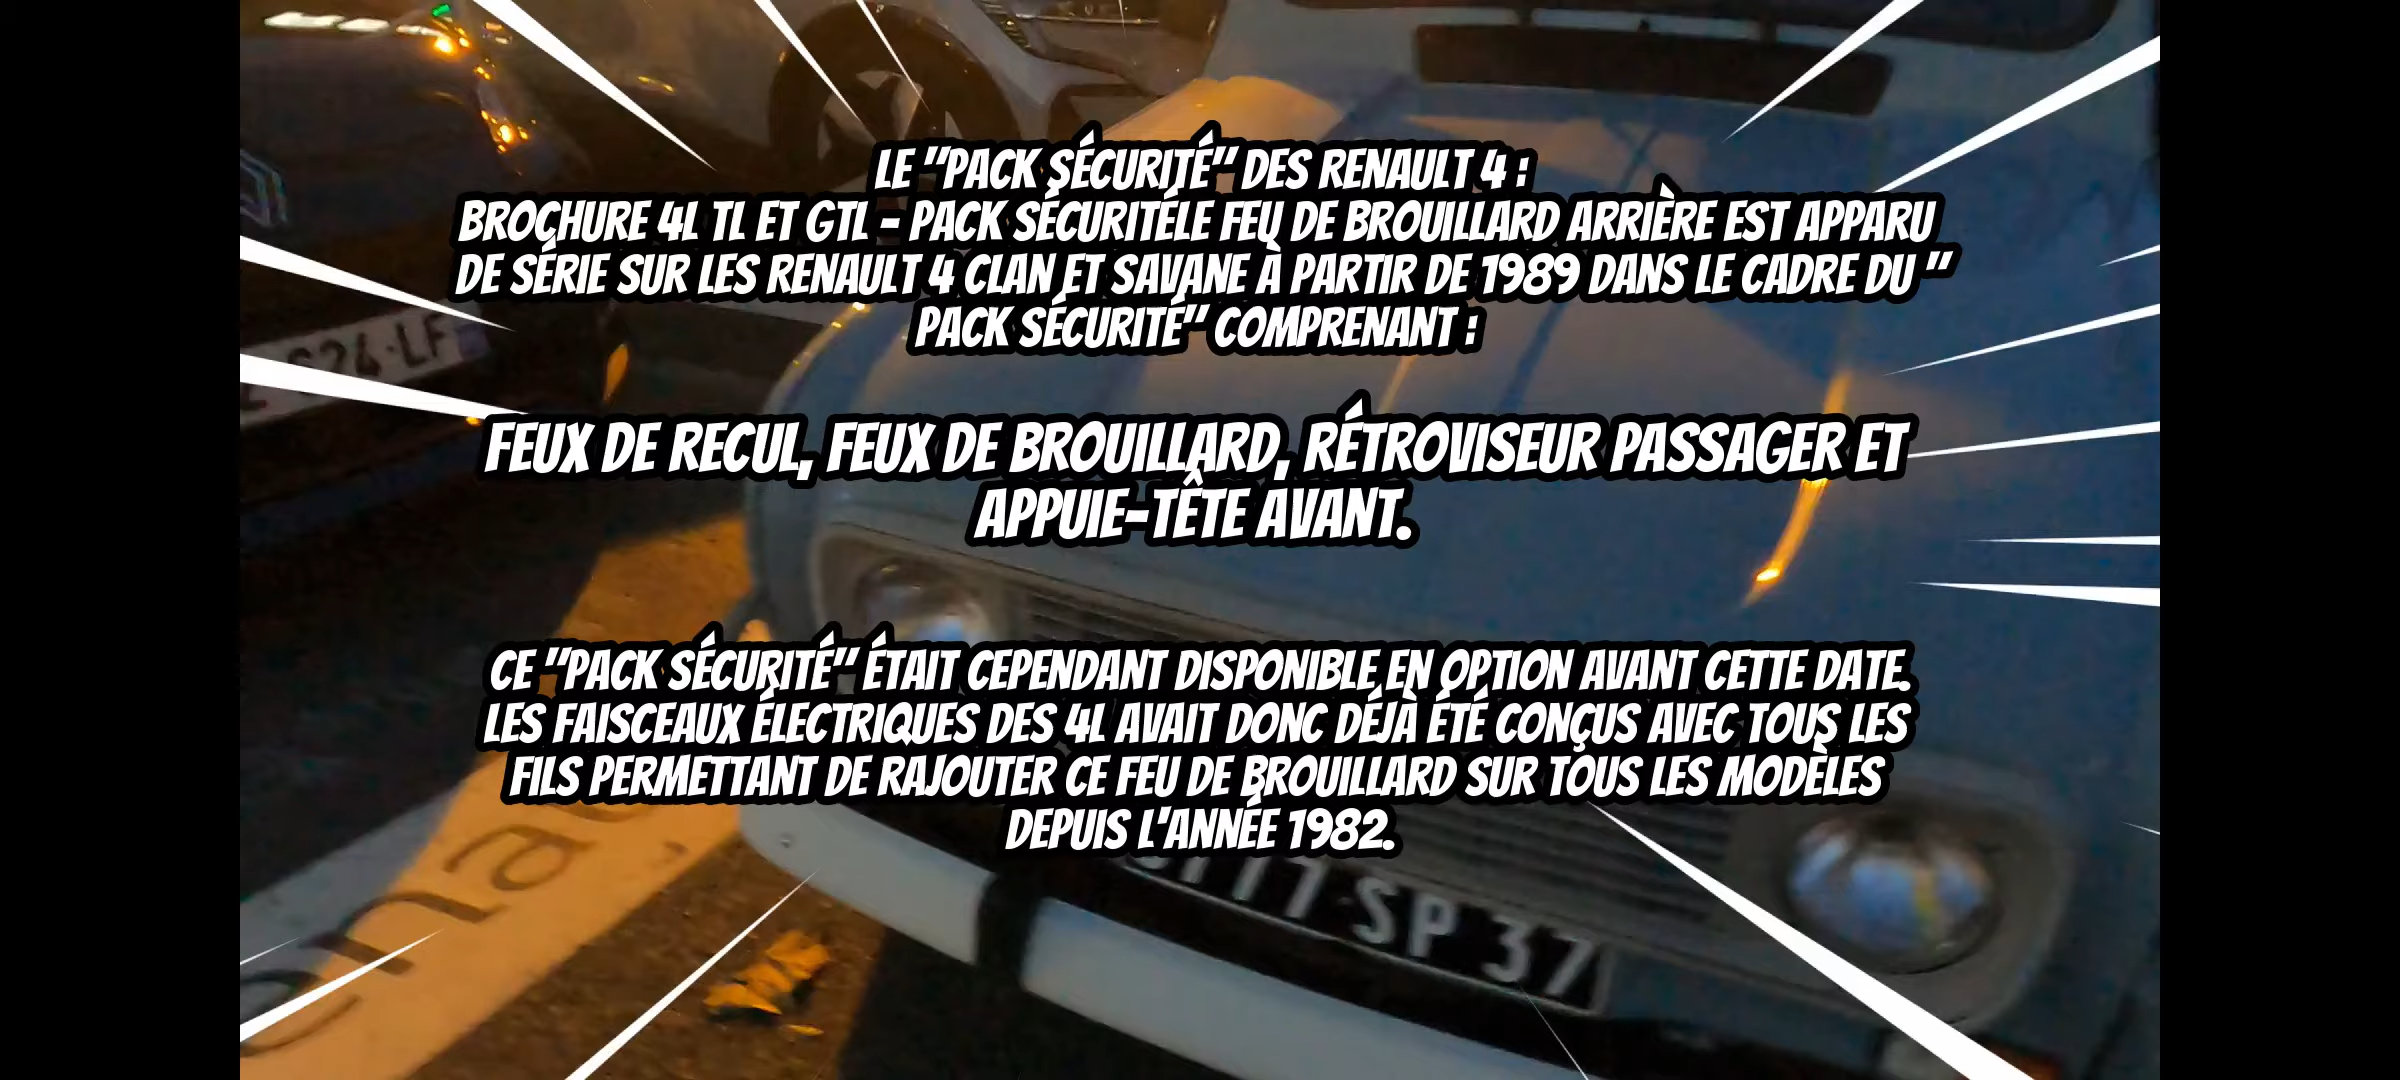 LE "PACK SÉCURITÉ" DES RENAULT 4 :
BROCHURE 4L TL ET GTL - PACK SÉCURITÉLE FEU DE BROUILLARD ARRIÈRE EST APPARU
DE SÉRIE SUR LES RENAULT 4 CLAN ET SAVANE À PARTIR DE 1989 DANS LE CADRE DU "
PACK SÉCURITÉ" COMPRENANT :
FEUX DE RECUL, FEUX DE BROUILLARD, RÉTROVISEUR PASSAGER ET
APPUIE-TÊTE AVANT.
CE "PACK SÉCURITÉ" ÉTAIT CEPENDANT DISPONIBLE EN OPTION AVANT CETTE DATE.
LES FAISCEAUX ÉLECTRIQUES DES 4L AVAIT DONC DÉJÀ ÉTÉ CONÇUS AVEC TOUS LES
FILS PERMETTANT DE RAJOUTER CE FEU DE BROUILLARD SUR TOUS LES MODÈLES
DEPUIS L'ANNÉE 1982.
SP 37